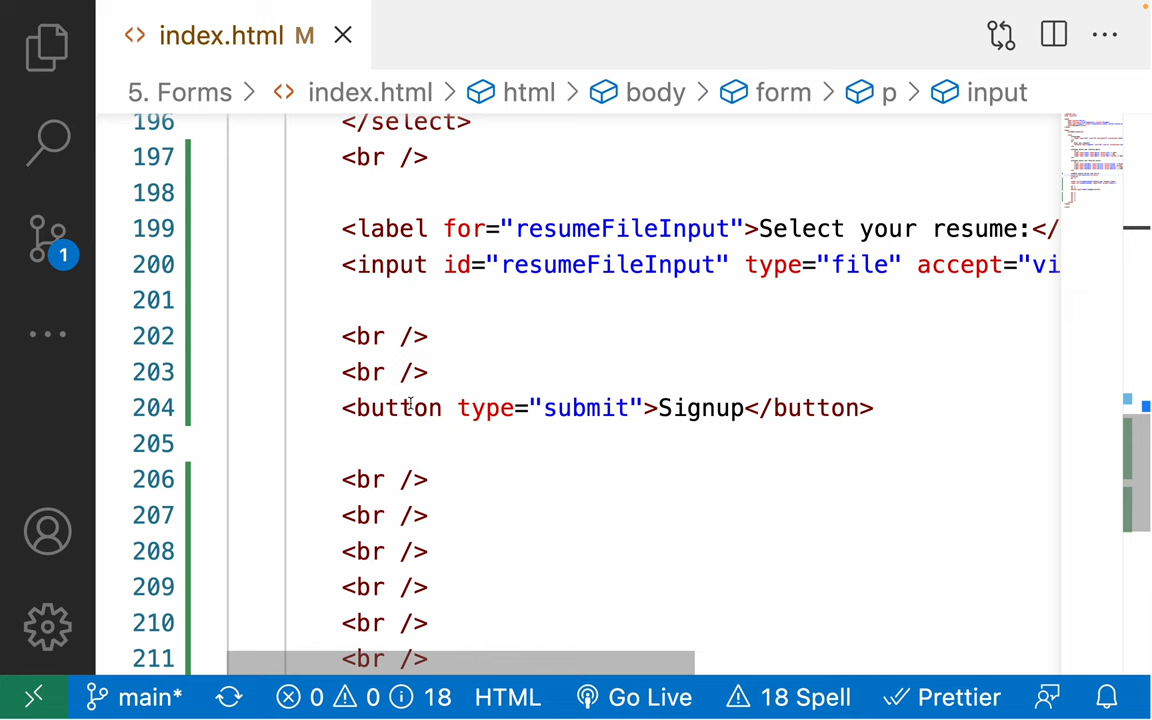 index.html M
5. Forms > index.html > html > body > form > p > input
196 </select>
197 <br />
198
199 <label for="resumeFileInput">Select your resume:</
200 <input id="resumeFileInput" type="file" accept="vi
201
202 <br />
203 <br />
204 <button type="submit">Signup</button>
205
206 <br />
207 <br />
208 <br />
209 <br />
210 <br />
211 <br />
1
main* 0 0 18 HTML Go Live 18 Spell Prettier